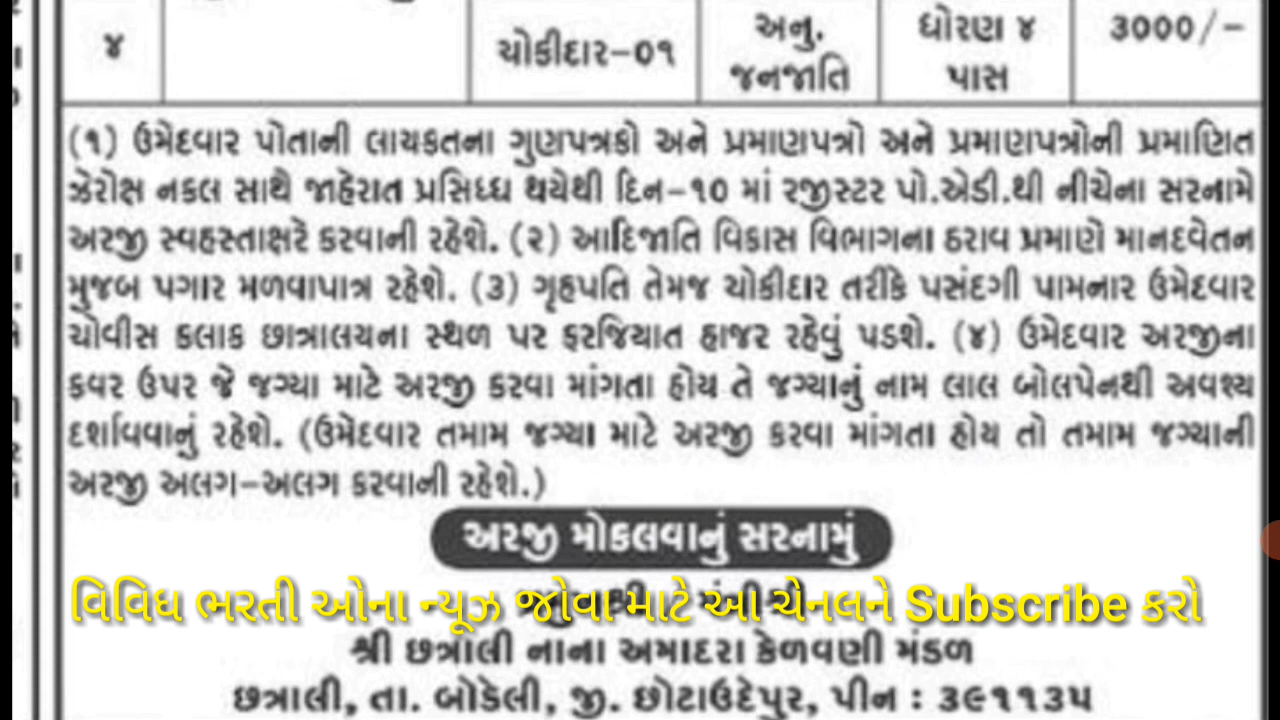 ૪
ચોકીદાર-૦૧
અનુ.
જનજાતિ
ધોરણ ૪
પાસ
૩૦૦૦/-
(૧) ઉમેદવાર પોતાની લાયકતના ગુણપત્રકો અને પ્રમાણપત્રો અને પ્રમાણપત્રોની પ્રમાણિત
ઝેરોક્ષ નકલ સાથે જાહેરાત પ્રસિધ્ધ થયેથી દિન-૧૦ માં રજીસ્ટર પો.એડી.થી નીચેના સરનામે
અરજી સ્વહસ્તાક્ષરે કરવાની રહેશે. (૨) આદિજાતિ વિકાસ વિભાગના ઠરાવ પ્રમાણે માનદવેતન
મુજબ પગાર મળવાપાત્ર રહેશે. (૩) ગૃહપતિ તેમજ ચોકીદાર તરીકે પસંદગી પામનાર ઉમેદવાર
ચોવીસ કલાક છાત્રાલયના સ્થળ પર ફરજિયાત હાજર રહેવું પડશે. (૪) ઉમેદવાર અરજીના
કવર ઉપર જે જગ્યા માટે અરજી કરવા માંગતા હોય તે જગ્યાનું નામ લાલ બોલપેનથી અવશ્ય
દર્શાવવાનું રહેશે. (ઉમેદવાર તમામ જગ્યા માટે અરજી કરવા માંગતા હોય તો તમામ જગ્યાની
અરજી અલગ-અલગ કરવાની રહેશે.)
અરજી મોકલવાનું સરનામું
વિવિધ ભરતી ઓના ન્યૂઝ જોવા માટે આ ચેનલને Subscribe કરો
શ્રી છત્રાલી નાના અમાદરા કેળવણી મંડળ
છત્રાલી, તા. બોડેલી, જી. છોટાઉદેપુર, પીન : ૩૯૧૧૩૫